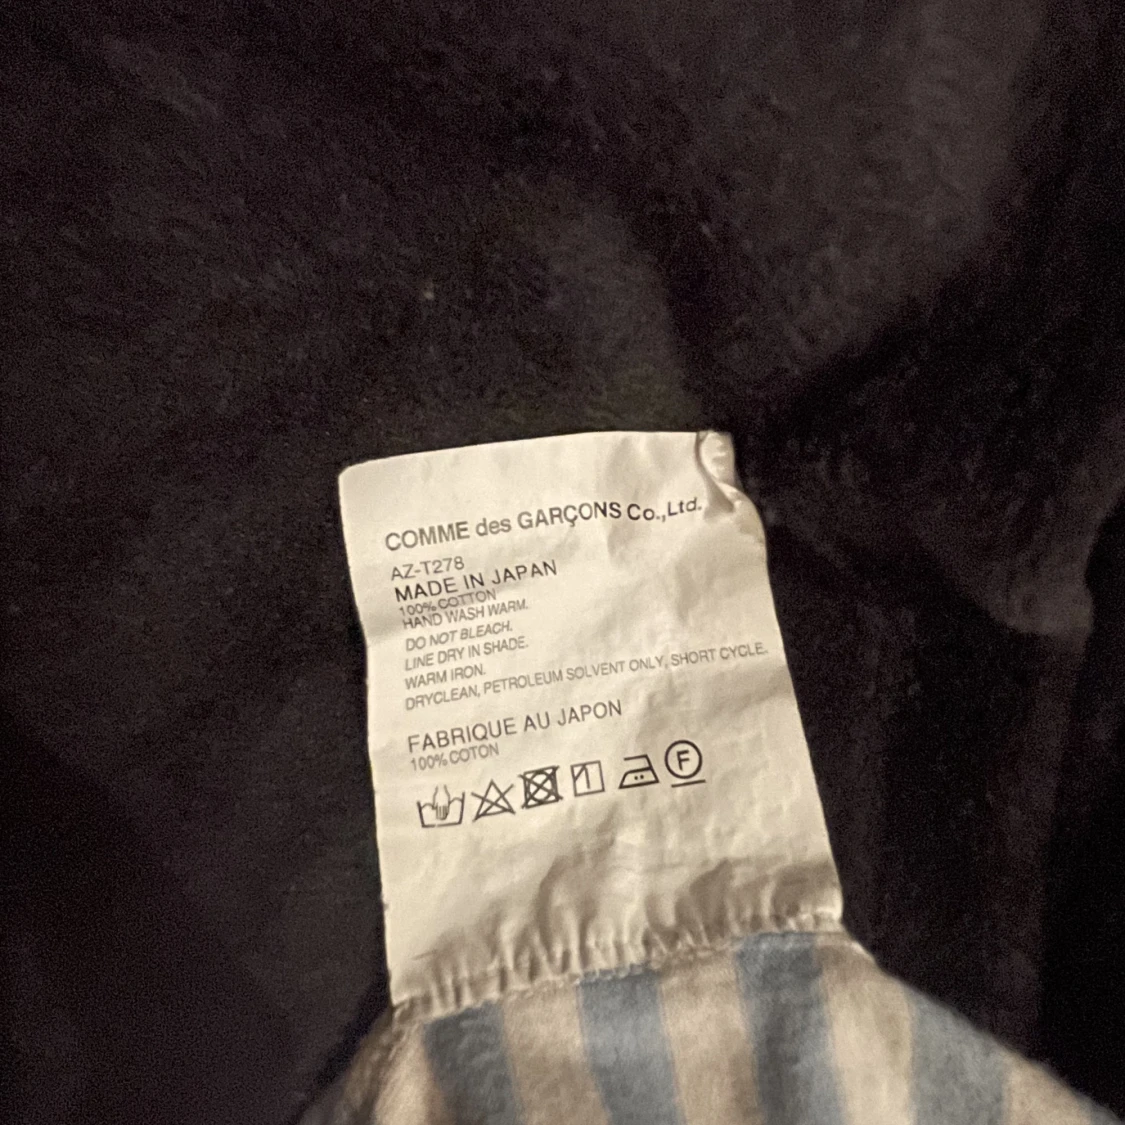 COMME des GARÇONS Co.,Ltd.
AZ-T278
MADE IN JAPAN
100% COTTON
HAND WASH WARM.
DO NOT BLEACH.
LINE DRY IN SHADE.
WARM IRON.
DRYCLEAN, PETROLEUM SOLVENT ONLY, SHORT CYCLE.
FABRIQUE AU JAPON
100% COTON
F